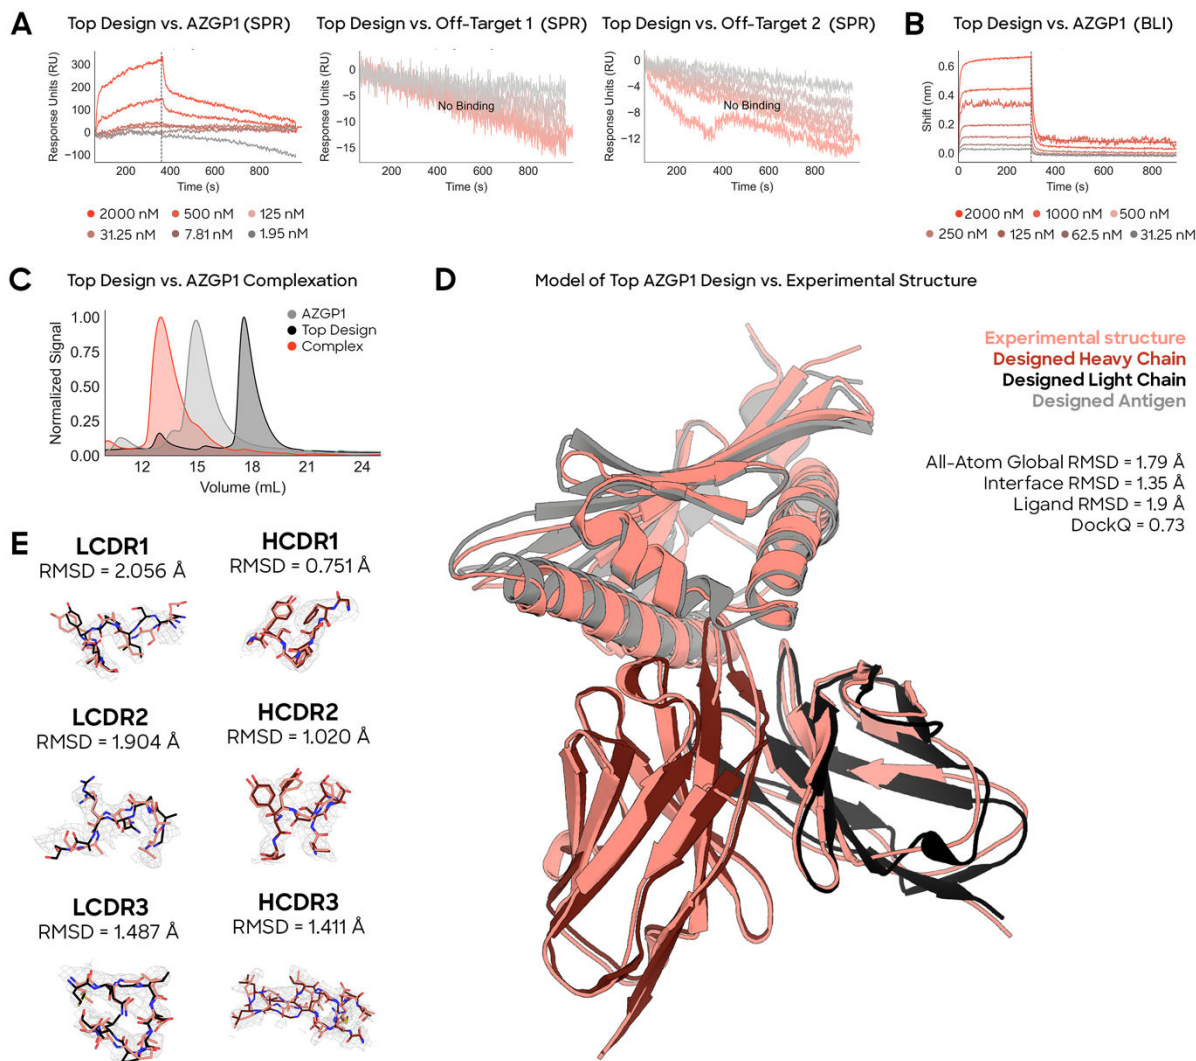 A
Top Design vs. AZGP1 (SPR)
Response Units (RU)
300
200
100
0
−100
200 400 600 800
Time (s)
2000 nM 500 nM 125 nM
31.25 nM 7.81 nM 1.95 nM
Top Design vs. Off-Target 1 (SPR)
Response Units (RU)
0
−5
−10
−15
No Binding
200 400 600 800
Time (s)
Top Design vs. Off-Target 2 (SPR)
Response Units (RU)
0
−4
−8
−12
No Binding
200 400 600 800
Time (s)
B
Top Design vs. AZGP1 (BLI)
Shift (nm)
0.6
0.4
0.2
0.0
0 200 400 600 800
Time (s)
2000 nM 1000 nM 500 nM
250 nM 125 nM 62.5 nM 31.25 nM
C
Top Design vs. AZGP1 Complexation
Normalized Signal
1.00
0.75
0.50
0.25
0.00
12 15 18 21 24
Volume (mL)
AZGP1
Top Design
Complex
D
Model of Top AZGP1 Design vs. Experimental Structure
Experimental structure
Designed Heavy Chain
Designed Light Chain
Designed Antigen
All-Atom Global RMSD = 1.79 Å
Interface RMSD = 1.35 Å
Ligand RMSD = 1.9 Å
DockQ = 0.73
E
LCDR1
RMSD = 2.056 Å
HCDR1
RMSD = 0.751 Å
LCDR2
RMSD = 1.904 Å
HCDR2
RMSD = 1.020 Å
LCDR3
RMSD = 1.487 Å
HCDR3
RMSD = 1.411 Å